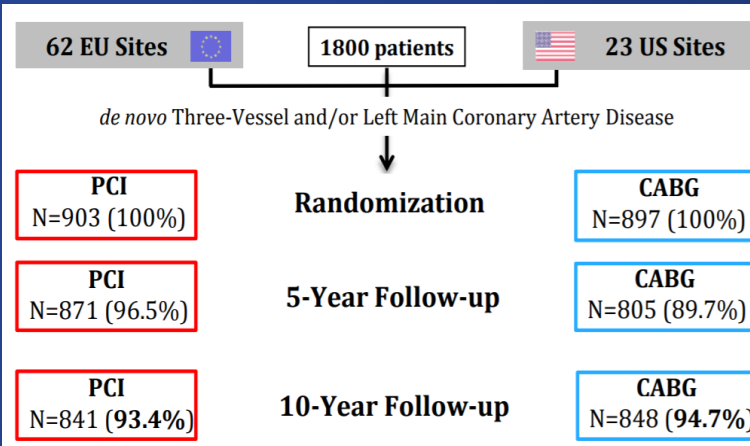 62 EU Sites
1800 patients
23 US Sites
de novo Three-Vessel and/or Left Main Coronary Artery Disease
PCI
N=903 (100%)
Randomization
CABG
N=897 (100%)
PCI
N=871 (96.5%)
5-Year Follow-up
CABG
N=805 (89.7%)
PCI
N=841 (93.4%)
10-Year Follow-up
CABG
N=848 (94.7%)